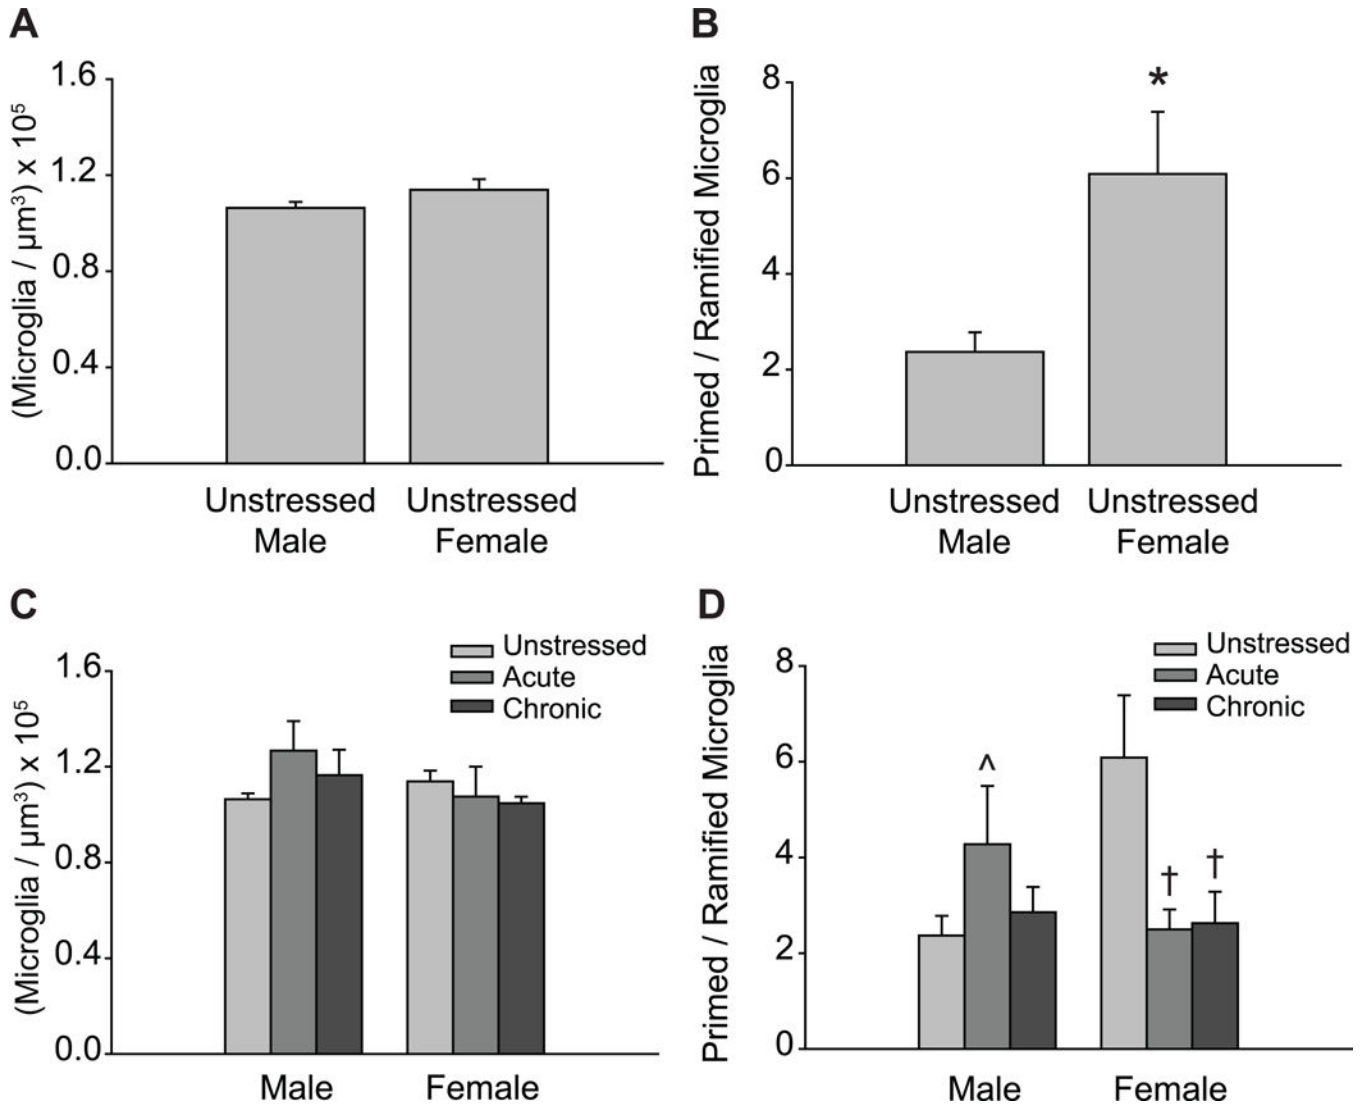 A
(Microglia / µm³) x 10⁵
1.6
1.2
0.8
0.4
0.0
Unstressed
Male
Unstressed
Female
B
Primed / Ramified Microglia
8
6
4
2
0
*
Unstressed
Male
Unstressed
Female
C
(Microglia / µm³) x 10⁵
1.6
1.2
0.8
0.4
0.0
Unstressed
Acute
Chronic
Male
Female
D
Primed / Ramified Microglia
8
6
4
2
0
Unstressed
Acute
Chronic
^
†
†
Male
Female